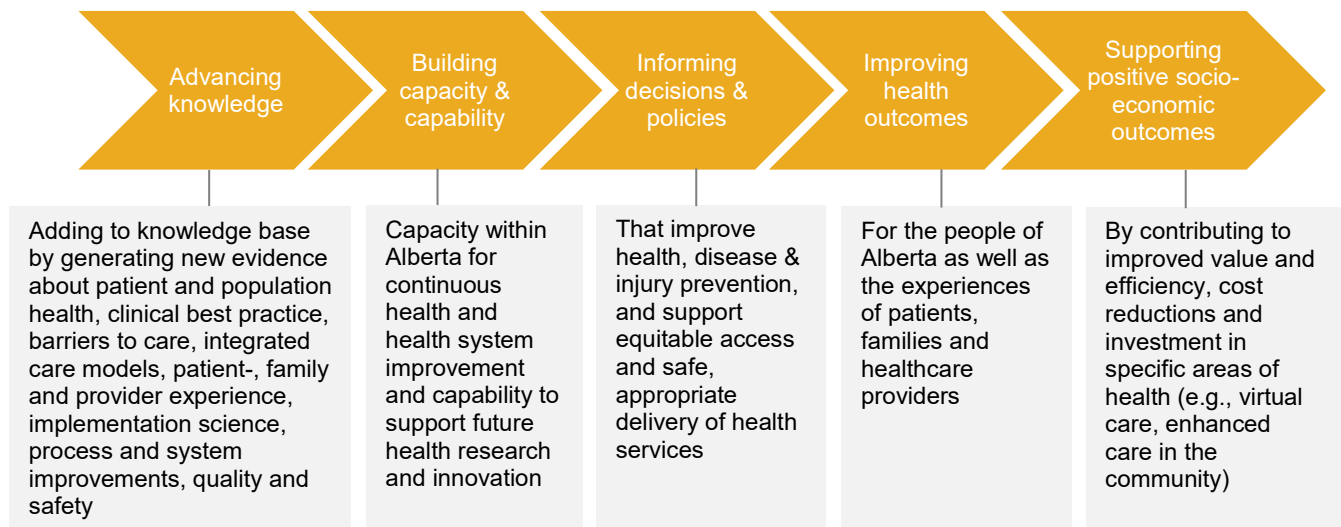 Advancing
knowledge
Building
capacity &
capability
Informing
decisions &
policies
Improving
health
outcomes
Supporting
positive socio-
economic
outcomes
Adding to knowledge base
by generating new evidence
about patient and population
health, clinical best practice,
barriers to care, integrated
care models, patient-, family
and provider experience,
implementation science,
process and system
improvements, quality and
safety
Capacity within
Alberta for
continuous
health and
health system
improvement
and capability to
support future
health research
and innovation
That improve
health, disease &
injury prevention,
and support
equitable access
and safe,
appropriate
delivery of health
services
For the people of
Alberta as well as
the experiences
of patients,
families and
healthcare
providers
By contributing to
improved value and
efficiency, cost
reductions and
investment in
specific areas of
health (e.g., virtual
care, enhanced
care in the
community)